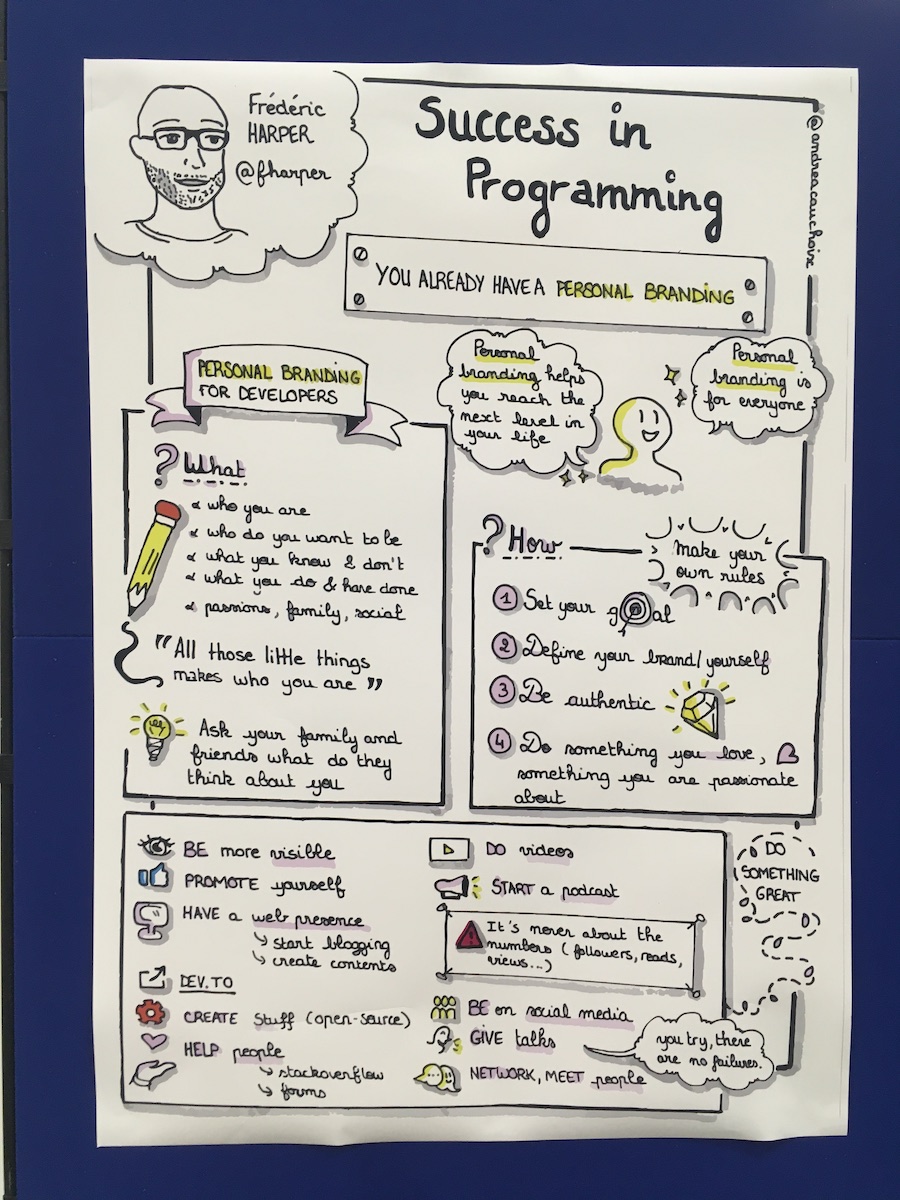 Frédéric
HARPER
@fharper
Success in
Programming
@andreacauchoix
YOU ALREADY HAVE A PERSONAL BRANDING
PERSONAL BRANDING
FOR DEVELOPERS
Personal
branding helps
you reach the
next level in
your life
Personal
branding is
for everyone
? What
who you are
who do you want to be
what you know & don't
what you do & have done
passions, family, social
"All those little things
makes who you are"
Ask your family and
friends what do they
think about you
? How
make your
own rules
1 Set your goal
2 Define your brand/yourself
3 Be authentic
4 Do something you love,
something you are passionate
about
BE more visible
PROMOTE yourself
HAVE a web presence
start blogging
create contents
DEV.TO
CREATE stuff (open-source)
HELP people
stackoverflow
forms
DO videos
START a podcast
It's never about the
numbers (followers, reads,
views...)
BE on social media
GIVE talks
NETWORK, MEET people
you try, there
are no failures.
DO
SOMETHING
GREAT